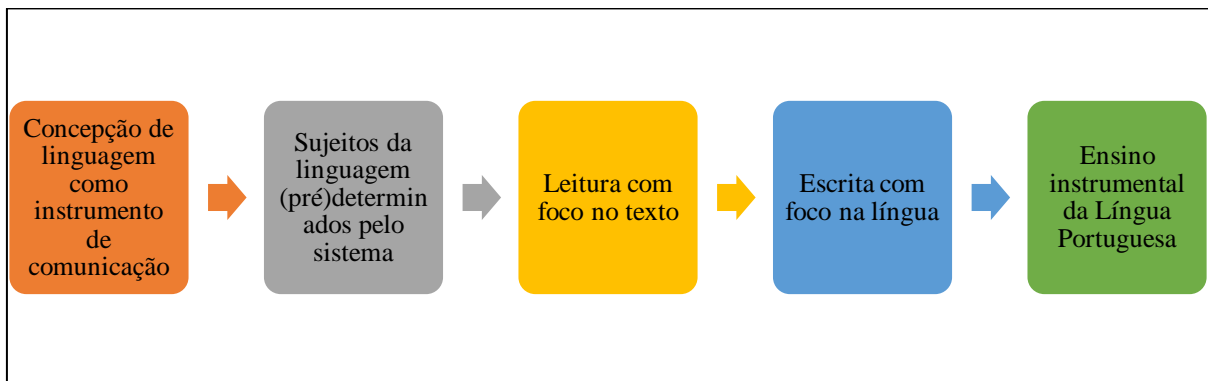 Concepção de
linguagem
como
instrumento
de
comunicação
Sujeitos da
linguagem
(pré)determin
ados pelo
sistema
Leitura com
foco no texto
Escrita com
foco na língua
Ensino
instrumental
da Língua
Portuguesa